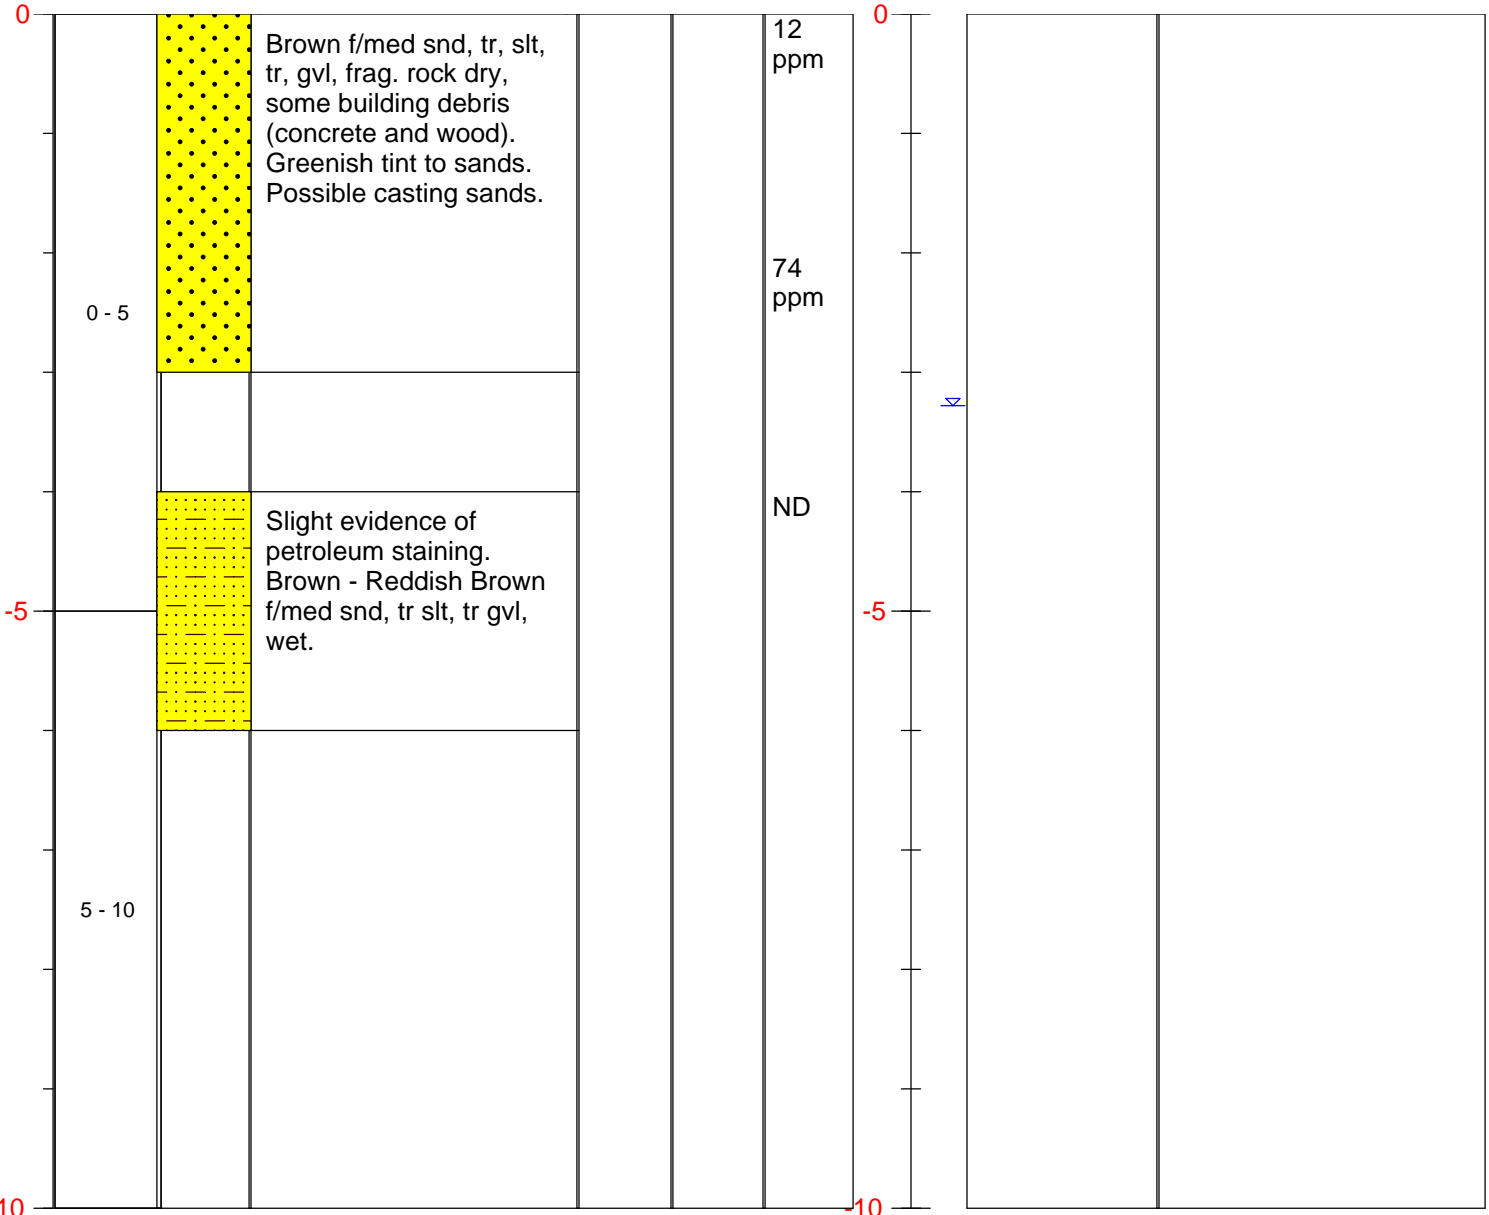 0
Brown f/med snd, tr, slt,
tr, gvl, frag. rock dry,
some building debris
(concrete and wood).
Greenish tint to sands.
Possible casting sands.
12
ppm
0
74
ppm
0 - 5
ND
Slight evidence of
petroleum staining.
Brown - Reddish Brown
f/med snd, tr slt, tr gvl,
wet.
-5
-5
5 - 10
10
-10